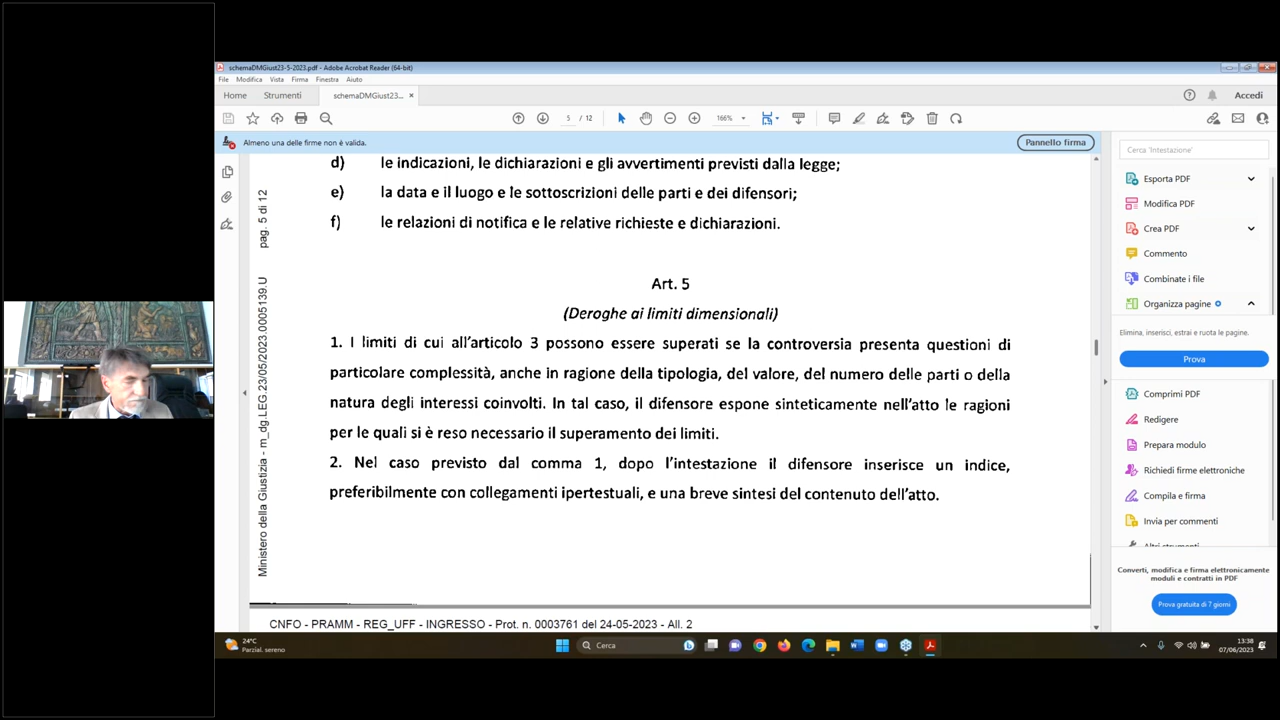 schemaDMGiust23-5-2023.pdf - Adobe Acrobat Reader (64-bit)
File Modifica Vista Firma Finestra Aiuto
Home Strumenti schemaDMGiust23... × Accedi
5 / 12 166%
Almeno una delle firme non è valida. Pannello firma
Cerca 'Intestazione'
Esporta PDF
Modifica PDF
Crea PDF
Commento
Combinate i file
Organizza pagine
Elimina, inserisci, estrai e ruota le pagine.
Prova
Comprimi PDF
Redigere
Prepara modulo
Richiedi firme elettroniche
Compila e firma
Invia per commenti
Altri strumenti
Converti, modifica e firma elettronicamente
moduli e contratti in PDF
Prova gratuita di 7 giorni
Ministero della Giustizia - m_dg.LEG.23/05/2023.0005139.U pag. 5 di 12
d) le indicazioni, le dichiarazioni e gli avvertimenti previsti dalla legge;
e) la data e il luogo e le sottoscrizioni delle parti e dei difensori;
f) le relazioni di notifica e le relative richieste e dichiarazioni.
Art. 5
(Deroghe ai limiti dimensionali)
1. I limiti di cui all’articolo 3 possono essere superati se la controversia presenta questioni di
particolare complessità, anche in ragione della tipologia, del valore, del numero delle parti o della
natura degli interessi coinvolti. In tal caso, il difensore espone sinteticamente nell’atto le ragioni
per le quali si è reso necessario il superamento dei limiti.
2. Nel caso previsto dal comma 1, dopo l’intestazione il difensore inserisce un indice,
preferibilmente con collegamenti ipertestuali, e una breve sintesi del contenuto dell’atto.
CNFO - PRAMM - REG_UFF - INGRESSO - Prot. n. 0003761 del 24-05-2023 - All. 2
24°C
Parzial. sereno
Cerca
13:38
07/06/2023